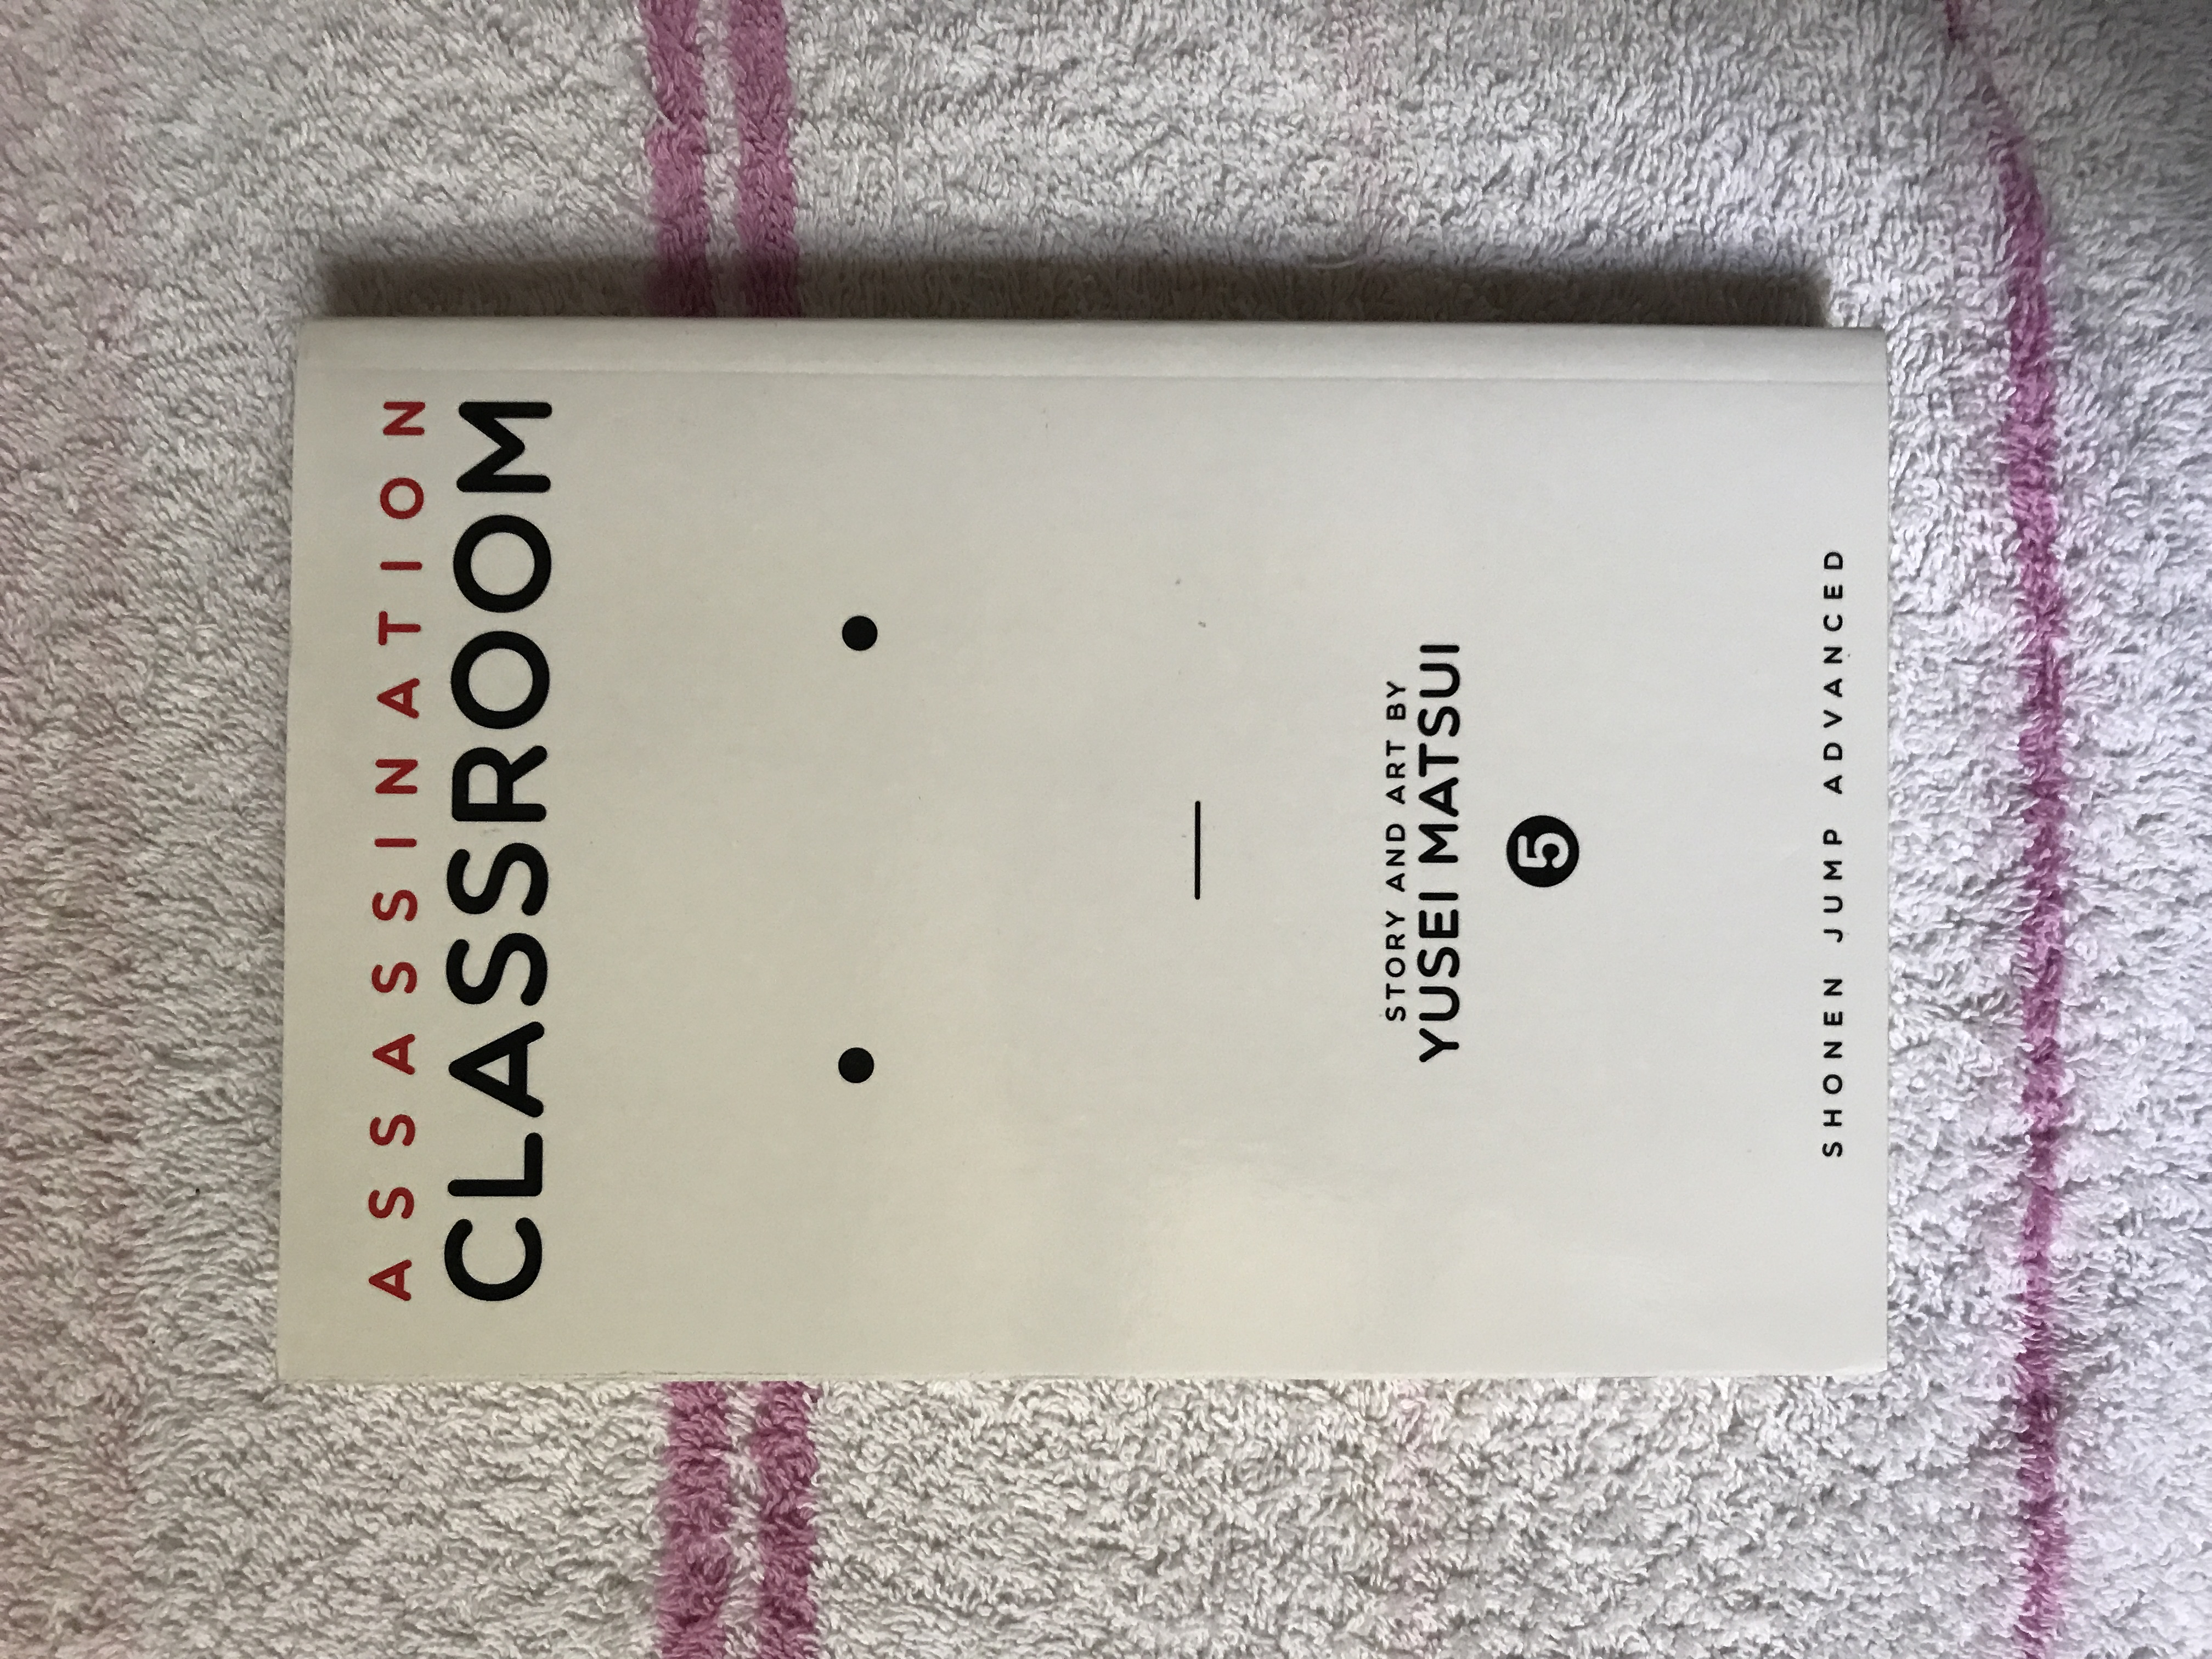 ASSASSINATION
CLASSROOM
STORY AND ART BY
YUSEI MATSUI
5
SHONEN JUMP ADVANCED